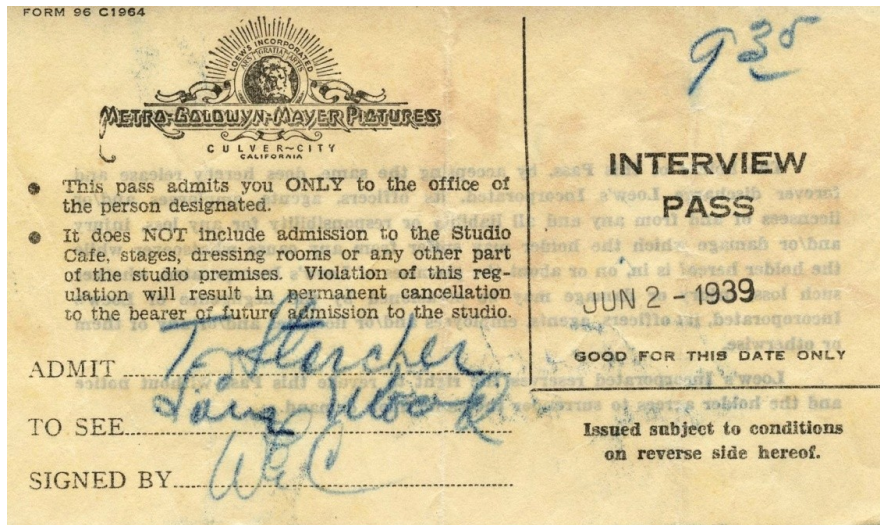 FORM 96 C1964
LOEW'S INCORPORATED
ARS GRATIA ARTIS
METRO-GOLDWYN-MAYER PICTURES
CULVER~CITY
CALIFORNIA
• This pass admits you ONLY to the office of
the person designated.
• It does NOT include admission to the Studio
Cafe, stages, dressing rooms or any other part
of the studio premises. Violation of this reg-
ulation will result in permanent cancellation
to the bearer of future admission to the studio.
ADMIT
TO SEE
SIGNED BY
935
INTERVIEW
PASS
JUN 2 - 1939
GOOD FOR THIS DATE ONLY
Issued subject to conditions
on reverse side hereof.